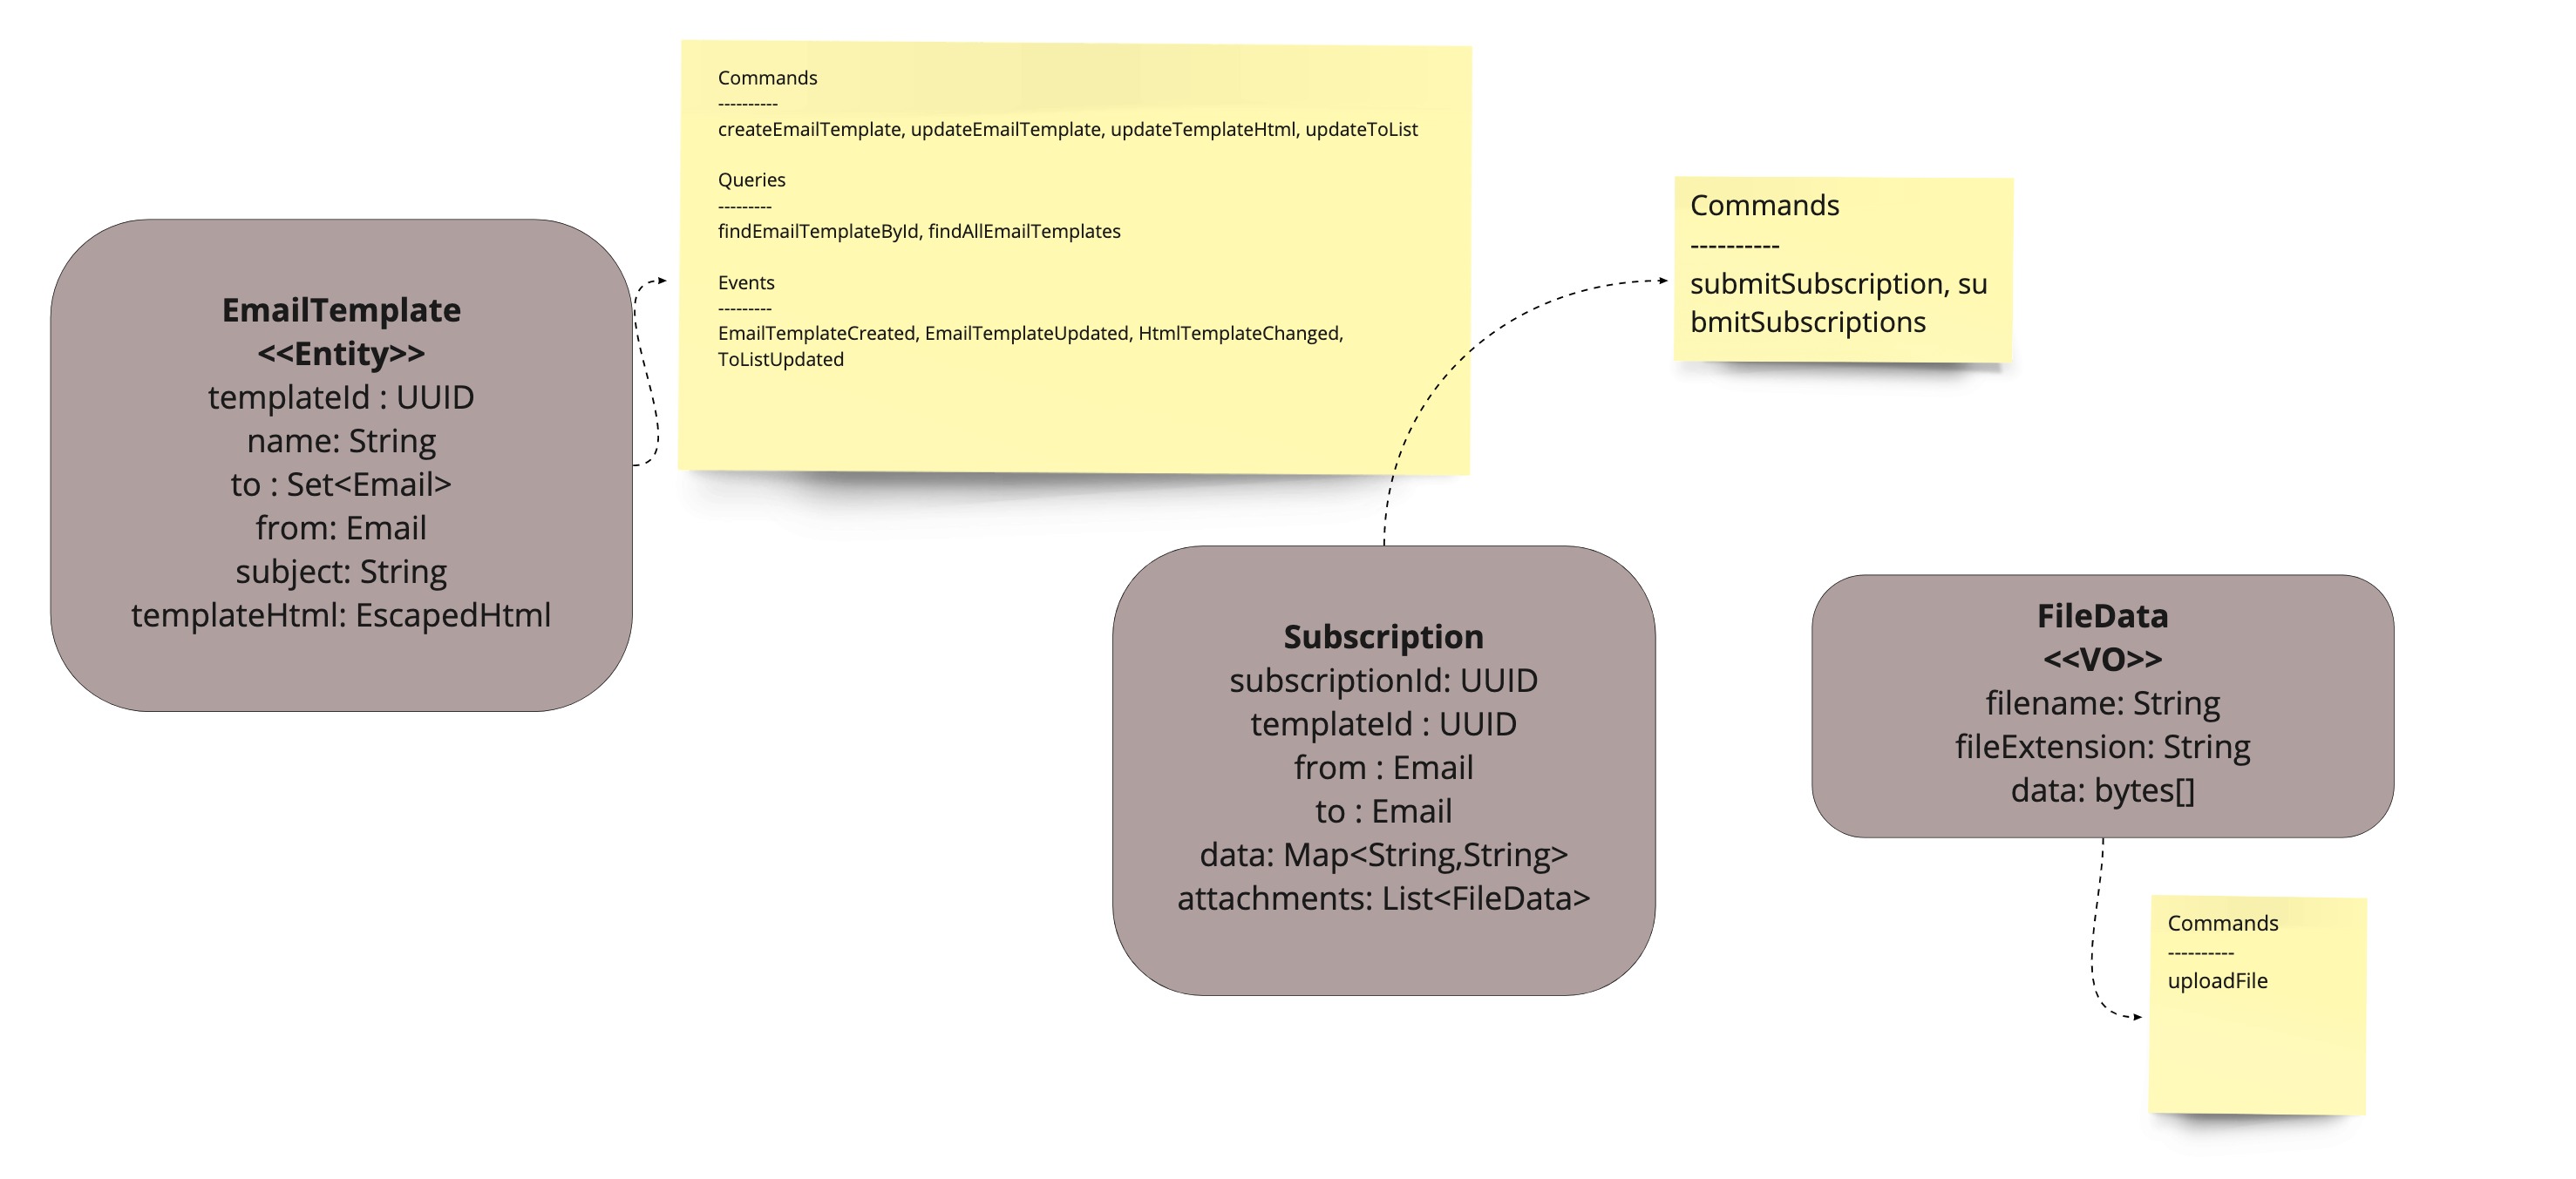 Commands
----------
createEmailTemplate, updateEmailTemplate, updateTemplateHtml, updateToList
Queries
---------
findEmailTemplateById, findAllEmailTemplates
Events
---------
EmailTemplateCreated, EmailTemplateUpdated, HtmlTemplateChanged,
ToListUpdated
Commands
----------
submitSubscription, su
bmitSubscriptions
EmailTemplate
<<Entity>>
templateId : UUID
name: String
to : Set<Email>
from: Email
subject: String
templateHtml: EscapedHtml
Subscription
subscriptionId: UUID
templateId : UUID
from : Email
to : Email
data: Map<String,String>
attachments: List<FileData>
FileData
<<VO>>
filename: String
fileExtension: String
data: bytes[]
Commands
----------
uploadFile